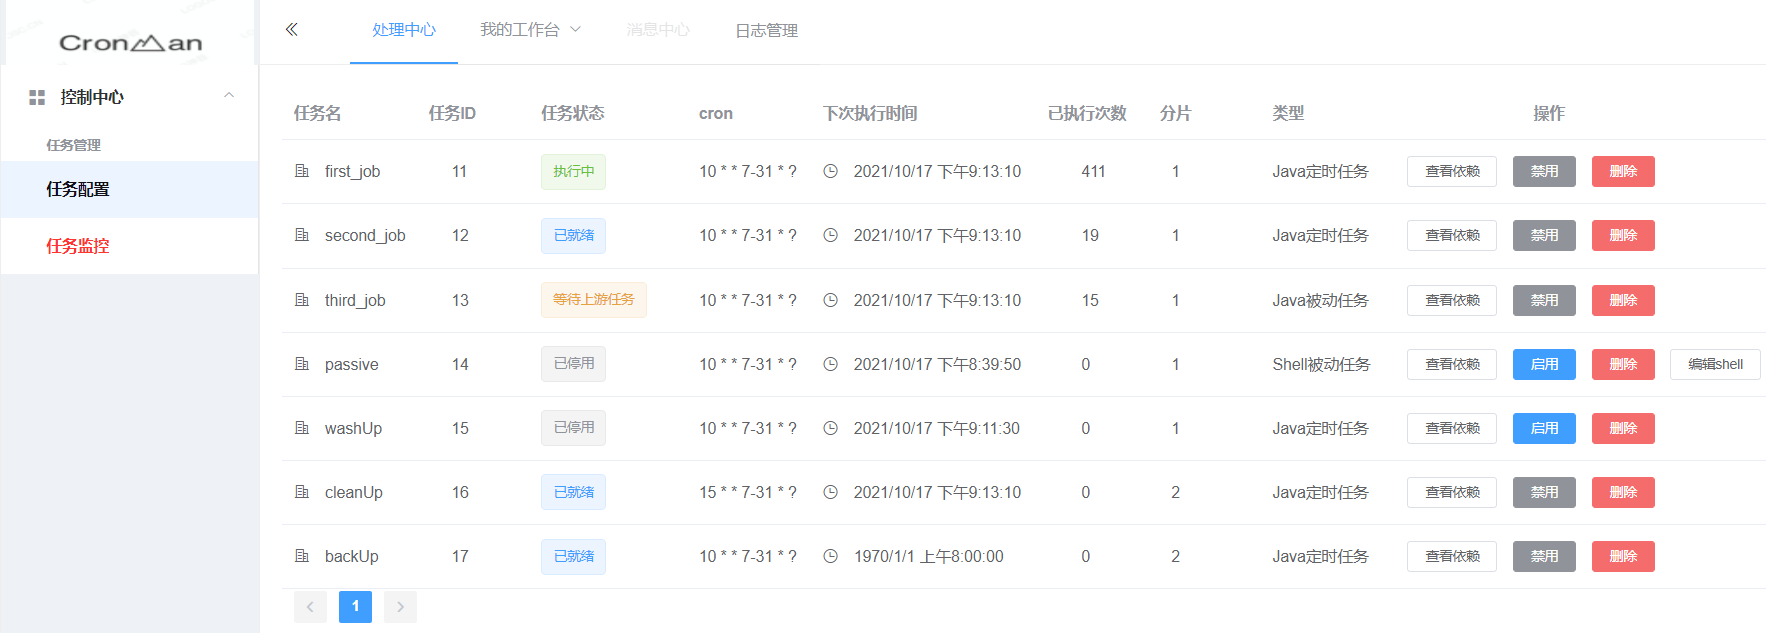 CronMan
控制中心
任务管理
任务配置
任务监控
处理中心 我的工作台 消息中心 日志管理
任务名 任务ID 任务状态 cron 下次执行时间 已执行次数 分片 类型 操作
first_job 11 执行中 10 * * 7-31 * ? 2021/10/17 下午9:13:10 411 1 Java定时任务 查看依赖 禁用 删除
second_job 12 已就绪 10 * * 7-31 * ? 2021/10/17 下午9:13:10 19 1 Java定时任务 查看依赖 禁用 删除
third_job 13 等待上游任务 10 * * 7-31 * ? 2021/10/17 下午9:13:10 15 1 Java被动任务 查看依赖 禁用 删除
passive 14 已停用 10 * * 7-31 * ? 2021/10/17 下午8:39:50 0 1 Shell被动任务 查看依赖 启用 删除 编辑shell
washUp 15 已停用 10 * * 7-31 * ? 2021/10/17 下午9:11:30 0 1 Java定时任务 查看依赖 启用 删除
cleanUp 16 已就绪 15 * * 7-31 * ? 2021/10/17 下午9:13:10 0 2 Java定时任务 查看依赖 禁用 删除
backUp 17 已就绪 10 * * 7-31 * ? 1970/1/1 上午8:00:00 0 2 Java定时任务 查看依赖 禁用 删除
1